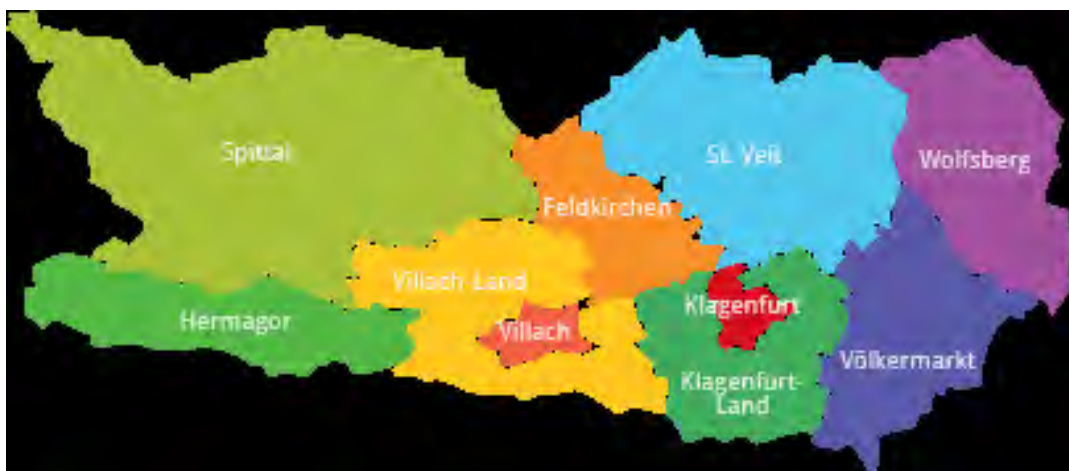 Spittal
St. Veit
Wolfsberg
Feldkirchen
Villach-Land
Hermagor
Villach
Klagenfurt
Völkermarkt
Klagenfurt-
Land